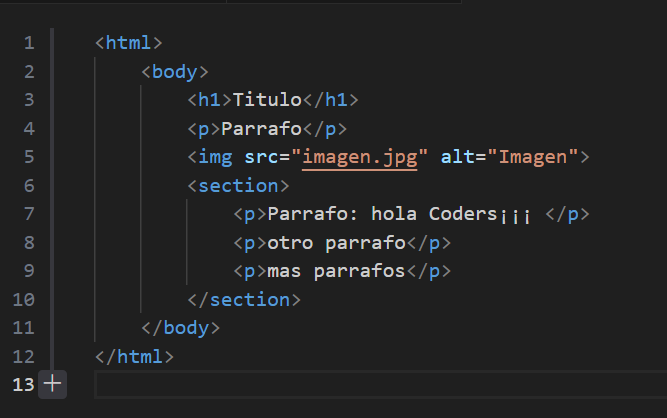 1 <html>
2 <body>
3 <h1>Titulo</h1>
4 <p>Parrafo</p>
5 <img src="imagen.jpg" alt="Imagen">
6 <section>
7 <p>Parrafo: hola Coders¡¡¡ </p>
8 <p>otro parrafo</p>
9 <p>mas parrafos</p>
10 </section>
11 </body>
12 </html>
13